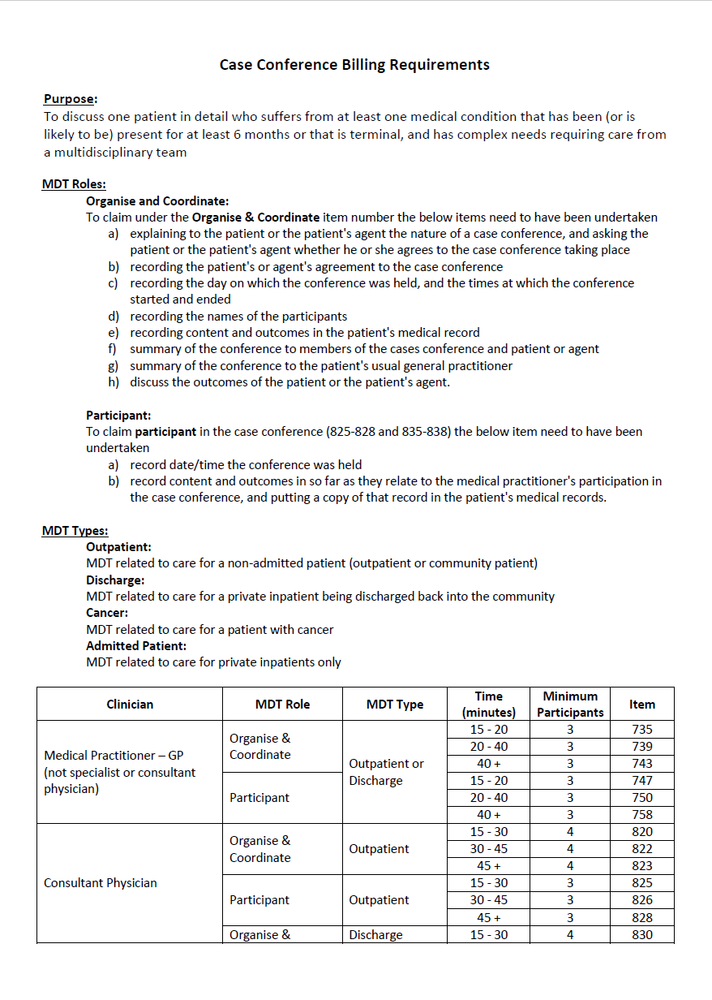 Case Conference Billing Requirements
Purpose:
To discuss one patient in detail who suffers from at least one medical condition that has been (or is
likely to be) present for at least 6 months or that is terminal, and has complex needs requiring care from
a multidisciplinary team
MDT Roles:
Organise and Coordinate:
To claim under the Organise & Coordinate item number the below items need to have been undertaken
a) explaining to the patient or the patient's agent the nature of a case conference, and asking the
patient or the patient's agent whether he or she agrees to the case conference taking place
b) recording the patient's or agent's agreement to the case conference
c) recording the day on which the conference was held, and the times at which the conference
started and ended
d) recording the names of the participants
e) recording content and outcomes in the patient's medical record
f) summary of the conference to members of the cases conference and patient or agent
g) summary of the conference to the patient's usual general practitioner
h) discuss the outcomes of the patient or the patient's agent.
Participant:
To claim participant in the case conference (825-828 and 835-838) the below item need to have been
undertaken
a) record date/time the conference was held
b) record content and outcomes in so far as they relate to the medical practitioner's participation in
the case conference, and putting a copy of that record in the patient's medical records.
MDT Types:
Outpatient:
MDT related to care for a non-admitted patient (outpatient or community patient)
Discharge:
MDT related to care for a private inpatient being discharged back into the community
Cancer:
MDT related to care for a patient with cancer
Admitted Patient:
MDT related to care for private inpatients only
Clinician MDT Role MDT Type Time (minutes) Minimum Participants Item
Medical Practitioner – GP
(not specialist or consultant
physician)
Organise &
Coordinate
Outpatient or
Discharge
15 - 20 3 735
20 - 40 3 739
40 + 3 743
Participant
15 - 20 3 747
20 - 40 3 750
40 + 3 758
Consultant Physician
Organise &
Coordinate
Outpatient
15 - 30 4 820
30 - 45 4 822
45 + 4 823
Participant
Outpatient
15 - 30 3 825
30 - 45 3 826
45 + 3 828
Organise & Discharge 15 - 30 4 830